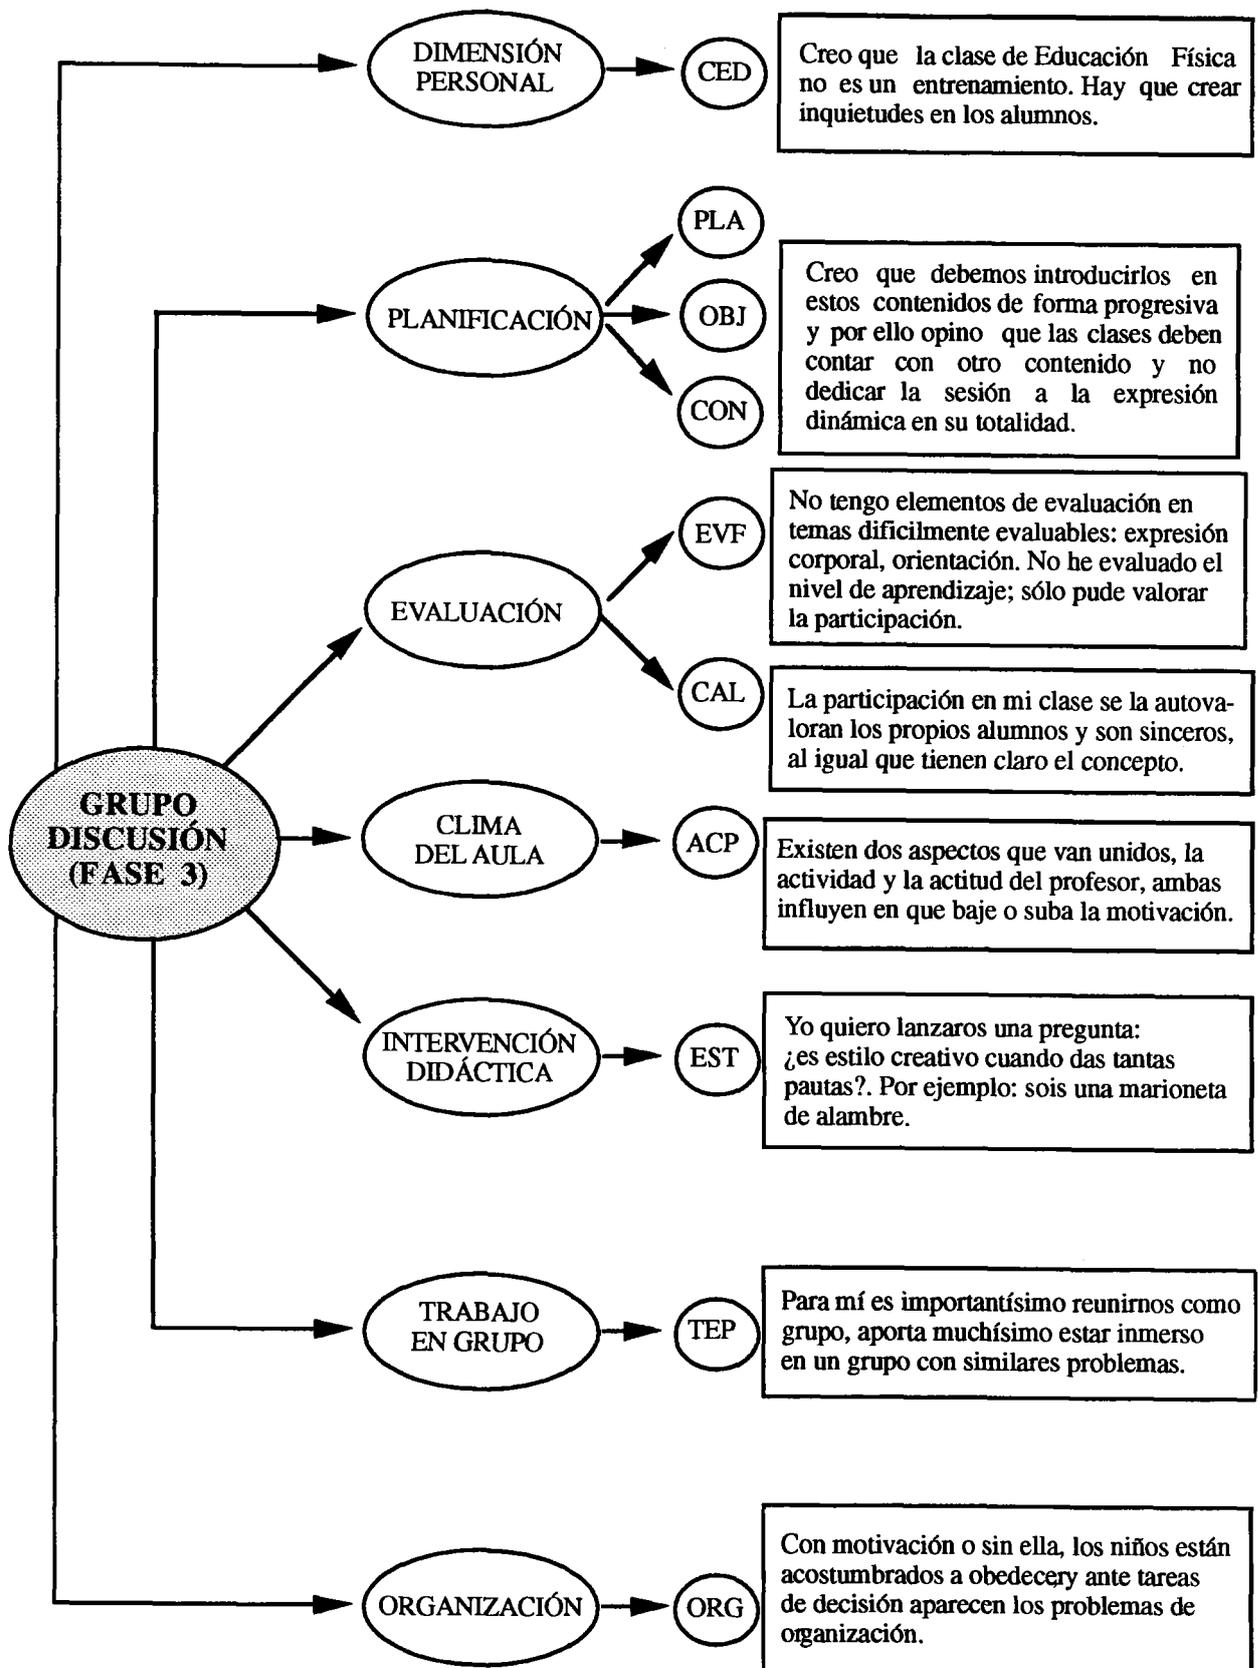 DIMENSIÓN
PERSONAL
CED
Creo que la clase de Educación Física
no es un entrenamiento. Hay que crear
inquietudes en los alumnos.
PLANIFICACIÓN
PLA
OBJ
CON
Creo que debemos introducirlos en
estos contenidos de forma progresiva
y por ello opino que las clases deben
contar con otro contenido y no
dedicar la sesión a la expresión
dinámica en su totalidad.
EVALUACIÓN
EVF
No tengo elementos de evaluación en
temas dificilmente evaluables: expresión
corporal, orientación. No he evaluado el
nivel de aprendizaje; sólo pude valorar
la participación.
CAL
La participación en mi clase se la autova-
loran los propios alumnos y son sinceros,
al igual que tienen claro el concepto.
GRUPO
DISCUSIÓN
(FASE 3)
CLIMA
DEL AULA
ACP
Existen dos aspectos que van unidos, la
actividad y la actitud del profesor, ambas
influyen en que baje o suba la motivación.
INTERVENCIÓN
DIDÁCTICA
EST
Yo quiero lanzaros una pregunta:
¿es estilo creativo cuando das tantas
pautas?. Por ejemplo: sois una marioneta
de alambre.
TRABAJO
EN GRUPO
TEP
Para mí es importantísimo reunirnos como
grupo, aporta muchísimo estar inmerso
en un grupo con similares problemas.
ORGANIZACIÓN
ORG
Con motivación o sin ella, los niños están
acostumbrados a obedecery ante tareas
de decisión aparecen los problemas de
organización.